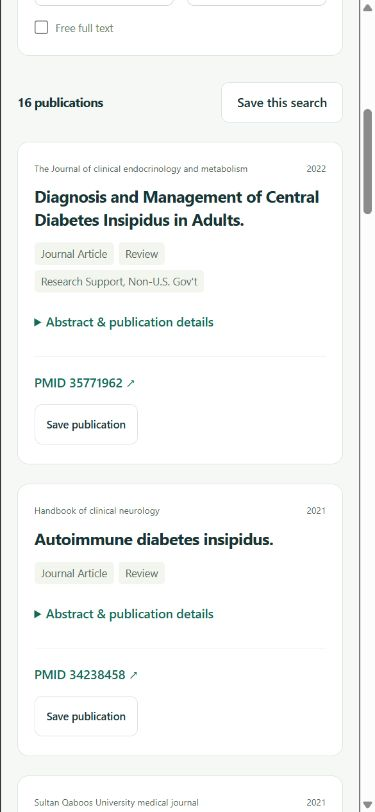 Free full text
16 publications
Save this search
The Journal of clinical endocrinology and metabolism
2022
Diagnosis and Management of Central
Diabetes Insipidus in Adults.
Journal Article
Review
Research Support, Non-U.S. Gov't
▶ Abstract & publication details
PMID 35771962 ↗
Save publication
Handbook of clinical neurology
2021
Autoimmune diabetes insipidus.
Journal Article
Review
▶ Abstract & publication details
PMID 34238458 ↗
Save publication
Sultan Qaboos University medical journal
2021